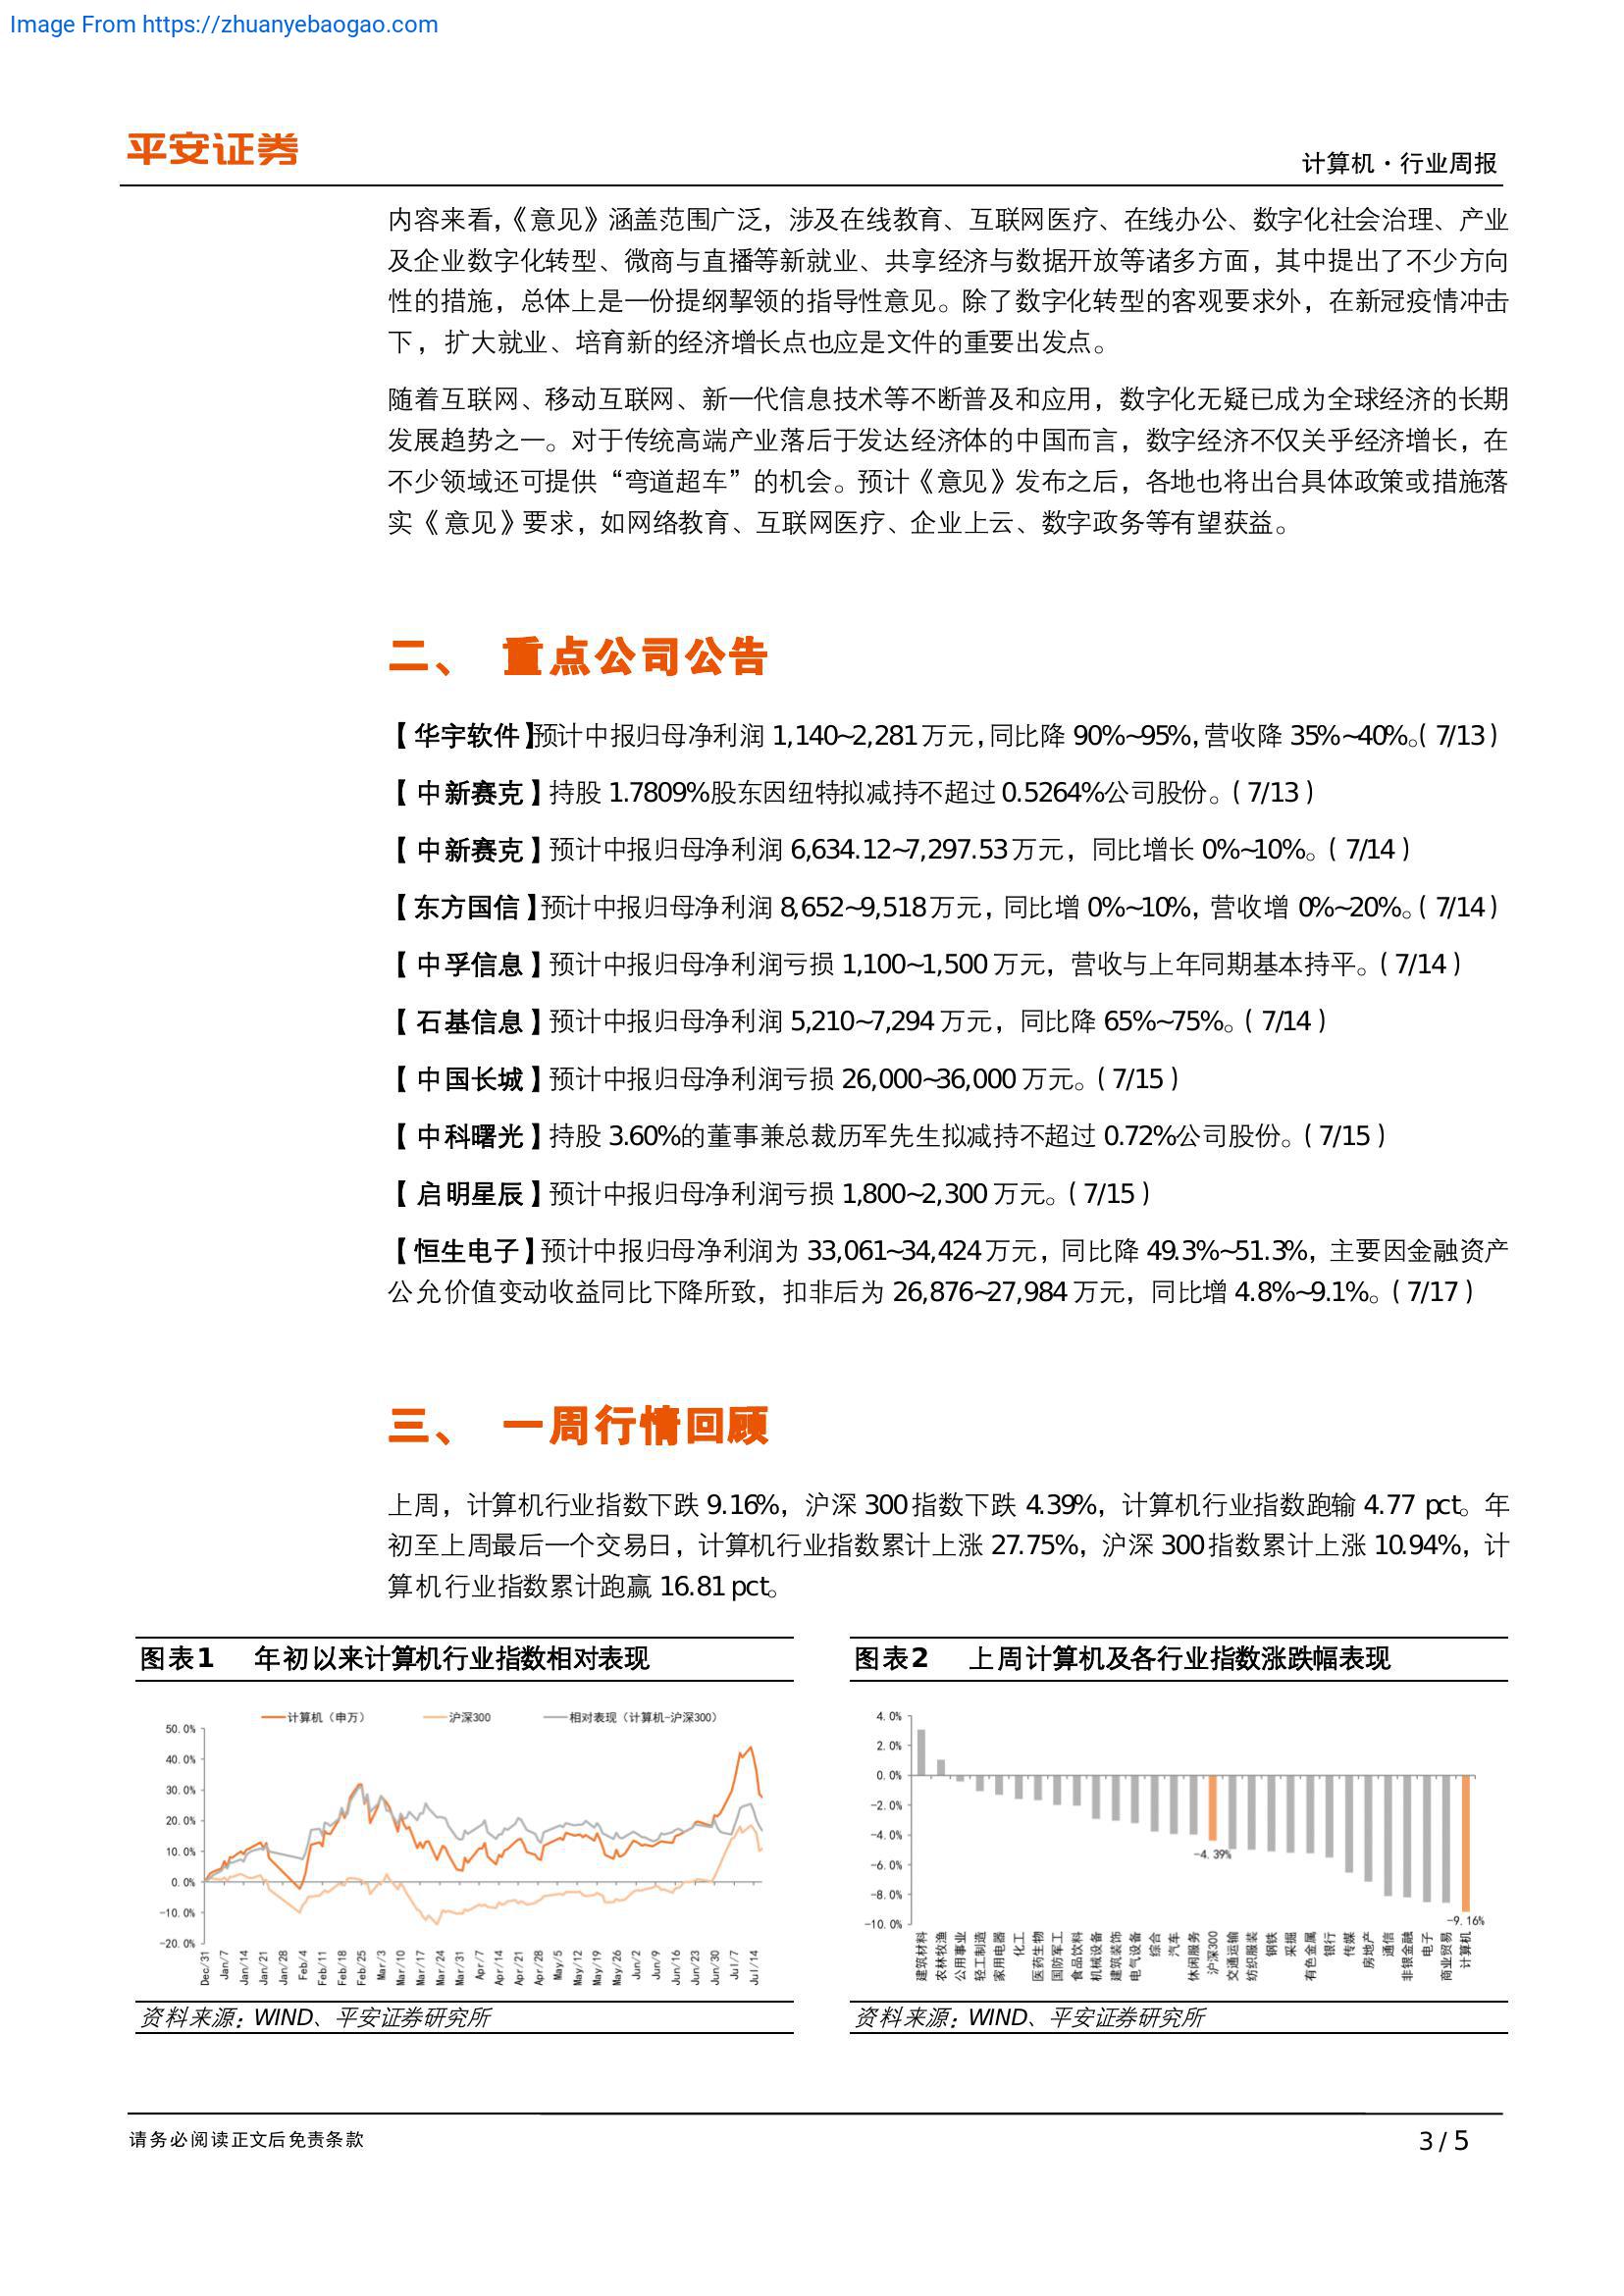 Image From https://zhuanyebaogao.com
平安证券
计算机·行业周报
内容来看，《意见》涵盖范围广泛，涉及在线教育、互联网医疗、在线办公、数字化社会治理、产业
及企业数字化转型、微商与直播等新就业、共享经济与数据开放等诸多方面，其中提出了不少方向
性的措施，总体上是一份提纲挈领的指导性意见。除了数字化转型的客观要求外，在新冠疫情冲击
下，扩大就业、培育新的经济增长点也应是文件的重要出发点。
随着互联网、移动互联网、新一代信息技术等不断普及和应用，数字化无疑已成为全球经济的长期
发展趋势之一。对于传统高端产业落后于发达经济体的中国而言，数字经济不仅关乎经济增长，在
不少领域还可提供“弯道超车”的机会。预计《意见》发布之后，各地也将出台具体政策或措施落
实《意见》要求，如网络教育、互联网医疗、企业上云、数字政务等有望获益。
二、 重点公司公告
【华宇软件】预计中报归母净利润 1,140~2,281 万元，同比降 90%~95%，营收降 35%~40%。（7/13）
【中新赛克】持股 1.7809%股东因纽特拟减持不超过 0.5264%公司股份。（7/13）
【中新赛克】预计中报归母净利润 6,634.12~7,297.53 万元，同比增长 0%~10%。（7/14）
【东方国信】预计中报归母净利润 8,652~9,518 万元，同比增 0%~10%，营收增 0%~20%。（7/14）
【中孚信息】预计中报归母净利润亏损 1,100~1,500 万元，营收与上年同期基本持平。（7/14）
【石基信息】预计中报归母净利润 5,210~7,294 万元，同比降 65%~75%。（7/14）
【中国长城】预计中报归母净利润亏损 26,000~36,000 万元。（7/15）
【中科曙光】持股 3.60%的董事兼总裁历军先生拟减持不超过 0.72%公司股份。（7/15）
【启明星辰】预计中报归母净利润亏损 1,800~2,300 万元。（7/15）
【恒生电子】预计中报归母净利润为 33,061~34,424 万元，同比降 49.3%~51.3%，主要因金融资产
公允价值变动收益同比下降所致，扣非后为 26,876~27,984 万元，同比增 4.8%~9.1%。（7/17）
三、 一周行情回顾
上周，计算机行业指数下跌 9.16%，沪深 300 指数下跌 4.39%，计算机行业指数跑输 4.77 pct。年
初至上周最后一个交易日，计算机行业指数累计上涨 27.75%，沪深 300 指数累计上涨 10.94%，计
算机行业指数累计跑赢 16.81 pct。
图表1 年初以来计算机行业指数相对表现
计算机（申万） 沪深300 相对表现（计算机-沪深300）
50.0%
40.0%
30.0%
20.0%
10.0%
0.0%
-10.0%
-20.0%
Dec/31 Jan/7 Jan/14 Jan/21 Jan/28 Feb/4 Feb/11 Feb/18 Feb/25 Mar/3 Mar/10 Mar/17 Mar/24 Mar/31 Apr/7 Apr/14 Apr/21 Apr/28 May/5 May/12 May/19 May/26 Jun/2 Jun/9 Jun/16 Jun/23 Jun/30 Jul/7 Jul/14
资料来源：WIND、平安证券研究所
图表2 上周计算机及各行业指数涨跌幅表现
4.0%
2.0%
0.0%
-2.0%
-4.0%
-6.0%
-8.0%
-10.0%
-4.39%
-9.16%
建筑材料 农林牧渔 公用事业 轻工制造 家用电器 化工 医药生物 国防军工 食品饮料 机械设备 建筑装饰 电气设备 综合 汽车 休闲服务 沪深300 交通运输 纺织服装 钢铁 采掘 有色金属 银行 传媒 房地产 通信 非银金融 电子 商业贸易 计算机
资料来源：WIND、平安证券研究所
请务必阅读正文后免责条款
3 / 5